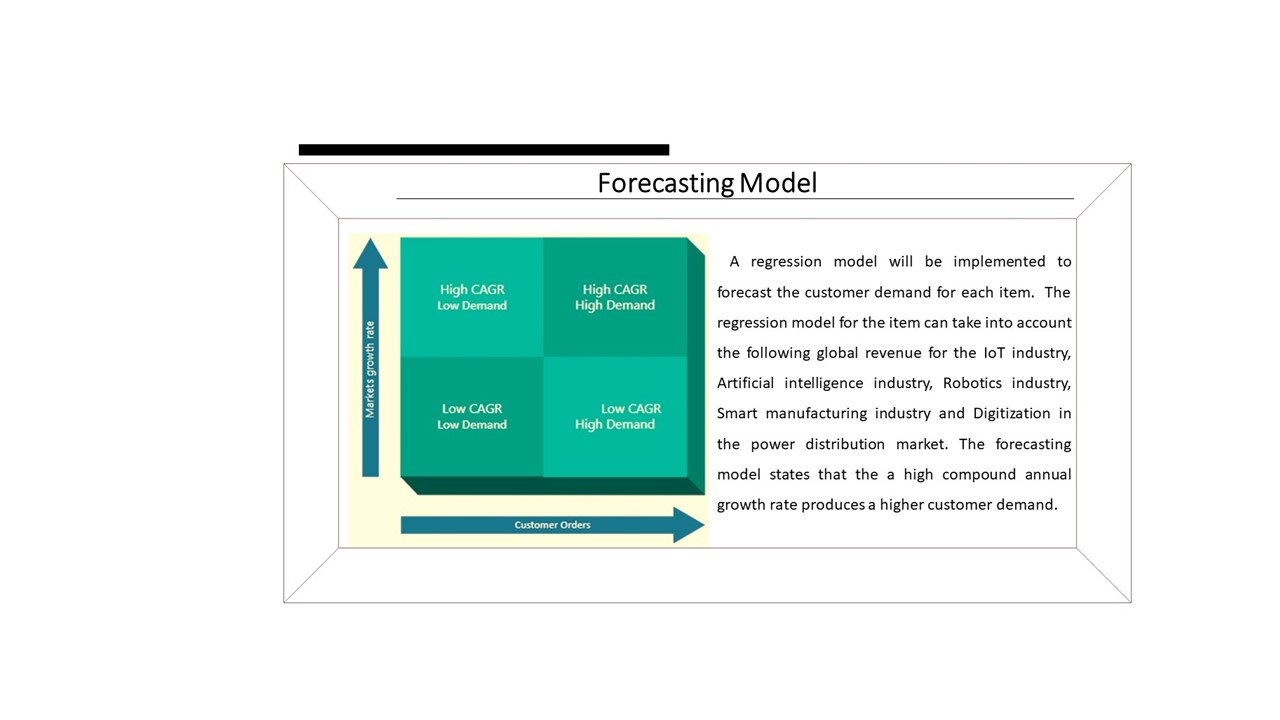 Forecasting Model
Markets growth rate
High CAGR
Low Demand
High CAGR
High Demand
Low CAGR
Low Demand
Low CAGR
High Demand
Customer Orders
A regression model will be implemented to
forecast the customer demand for each item. The
regression model for the item can take into account
the following global revenue for the IoT industry,
Artificial intelligence industry, Robotics industry,
Smart manufacturing industry and Digitization in
the power distribution market. The forecasting
model states that the a high compound annual
growth rate produces a higher customer demand.